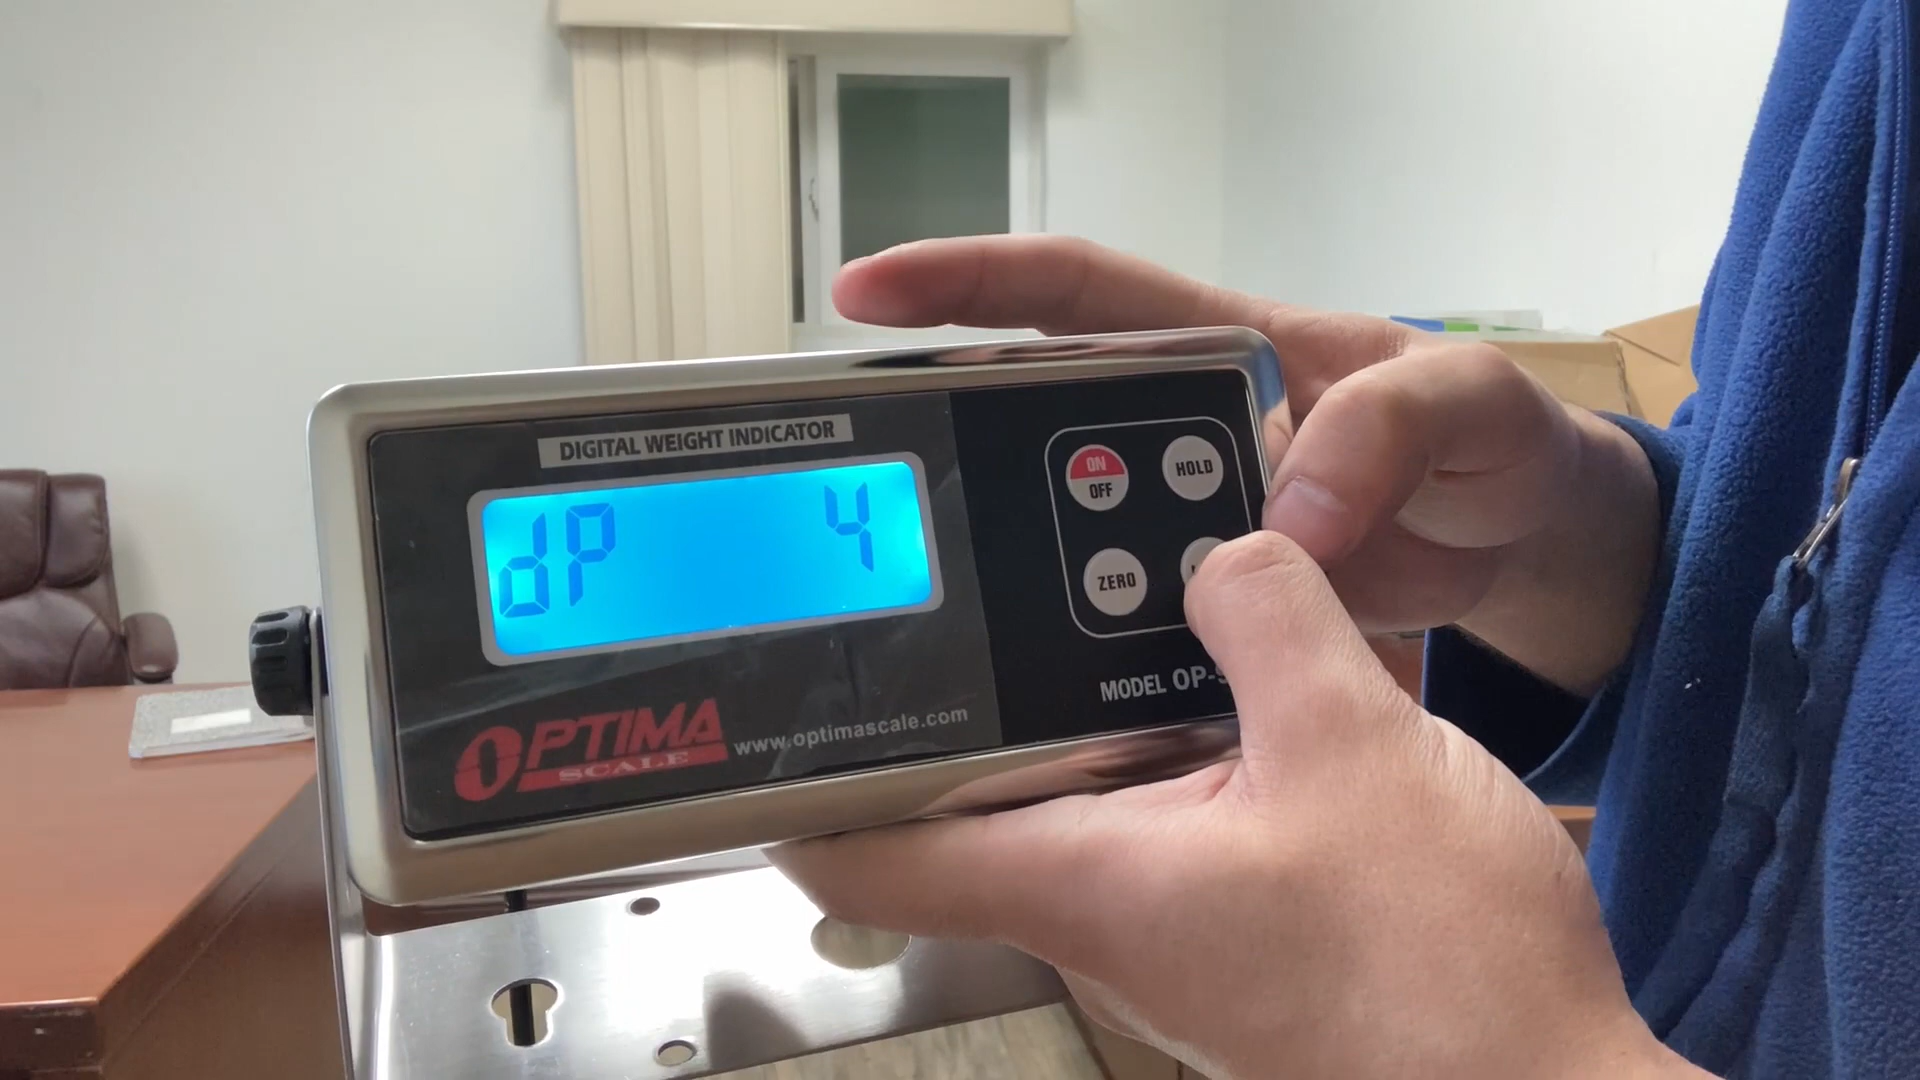 DIGITAL WEIGHT INDICATOR
dP 4
ON
OFF
HOLD
ZERO
MODEL OP-
OPTIMA
SCALE
www.optimascale.com